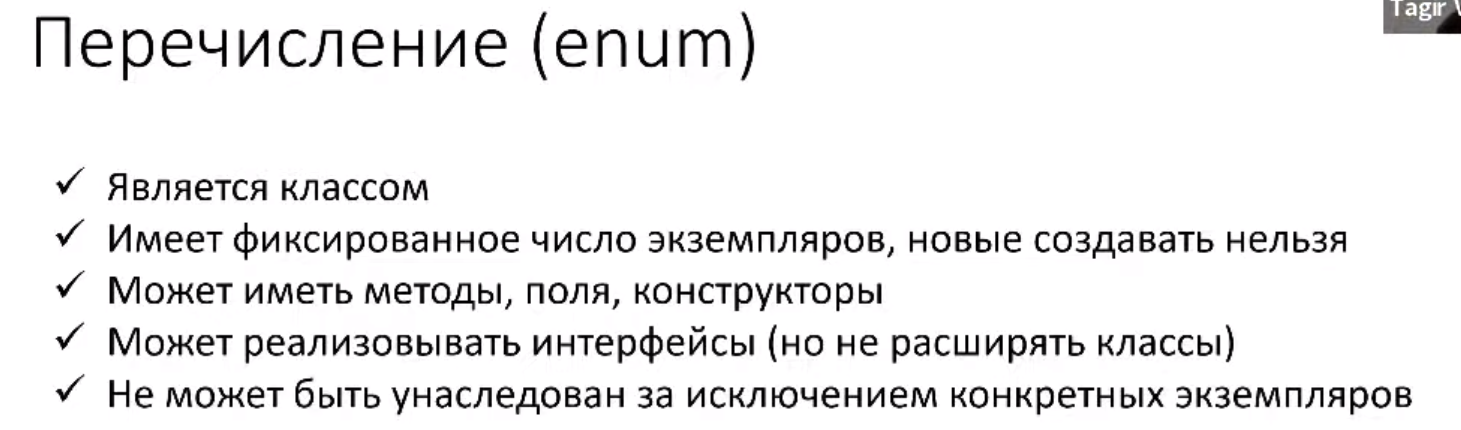 Перечисление (enum)
Tagir
Является классом
Имеет фиксированное число экземпляров, новые создавать нельзя
Может иметь методы, поля, конструкторы
Может реализовывать интерфейсы (но не расширять классы)
Не может быть унаследован за исключением конкретных экземпляров